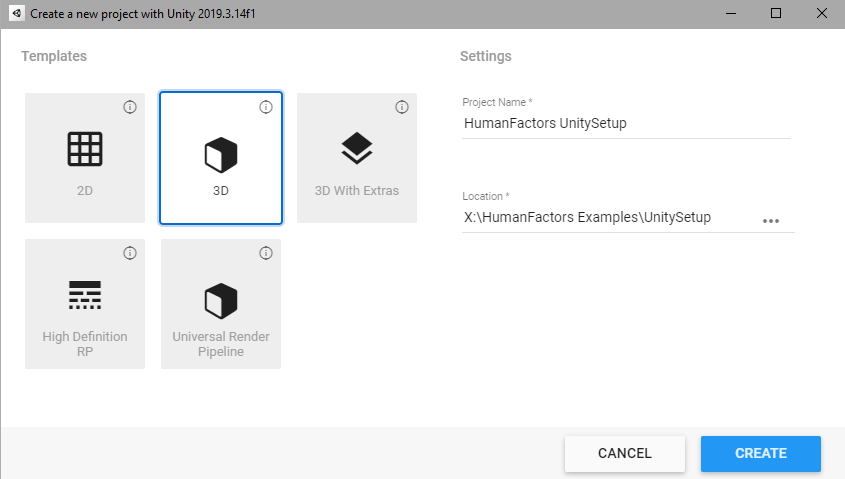 Create a new project with Unity 2019.3.14f1
Templates
Settings
2D
3D
3D With Extras
High Definition
RP
Universal Render
Pipeline
Project Name *
HumanFactors UnitySetup
Location *
X:\HumanFactors Examples\UnitySetup
CANCEL
CREATE